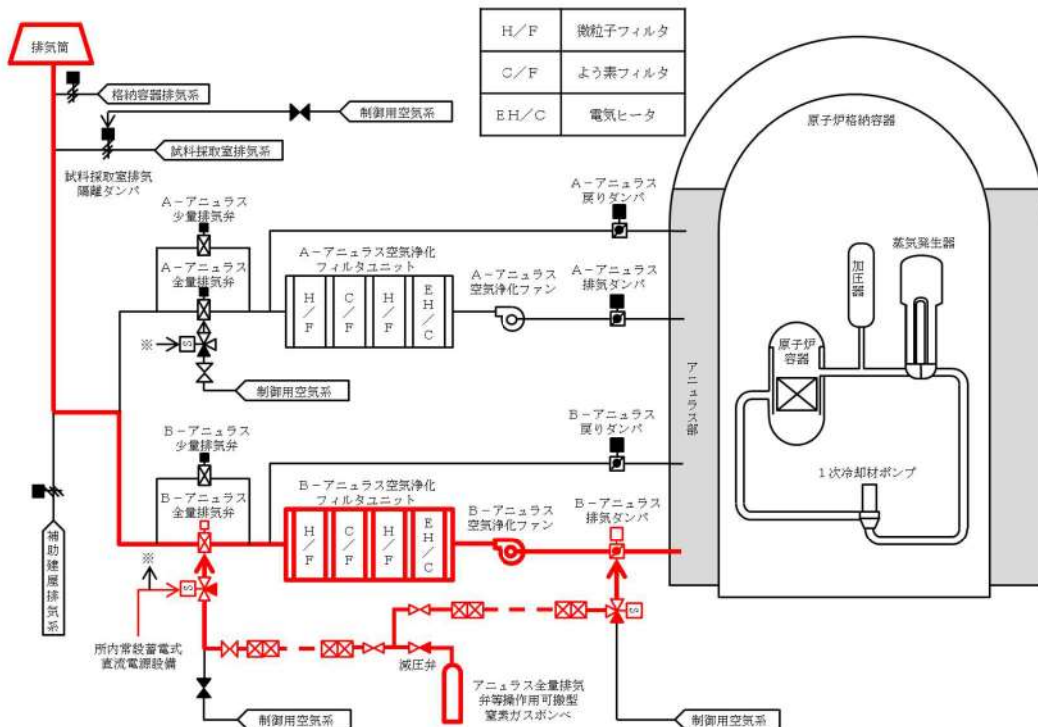 排気筒
格納容器排気系
制御用空気系
試料採取室排気系
試料採取室排気
隔離ダンパ
H/F 微粒子フィルタ
C/F よう素フィルタ
EH/C 電気ヒータ
原子炉格納容器
A-アニュラス
少量排気弁
A-アニュラス
全量排気弁
A-アニュラス空気浄化
フィルタユニット
H/F
C/F
H/F
EH/C
A-アニュラス
空気浄化ファン
A-アニュラス
戻りダンパ
A-アニュラス
排気ダンパ
※
S
制御用空気系
アニュラス部
蒸気発生器
加圧器
原子炉
容器
1次冷却材ポンプ
B-アニュラス
少量排気弁
B-アニュラス
全量排気弁
B-アニュラス空気浄化
フィルタユニット
H/F
C/F
H/F
EH/C
B-アニュラス
空気浄化ファン
B-アニュラス
戻りダンパ
B-アニュラス
排気ダンパ
※
S
S
補助建屋排気系
所内常設蓄電式
直流電源設備
減圧弁
アニュラス全量排気
弁等操作用可搬型
窒素ガスボンベ
制御用空気系
制御用空気系